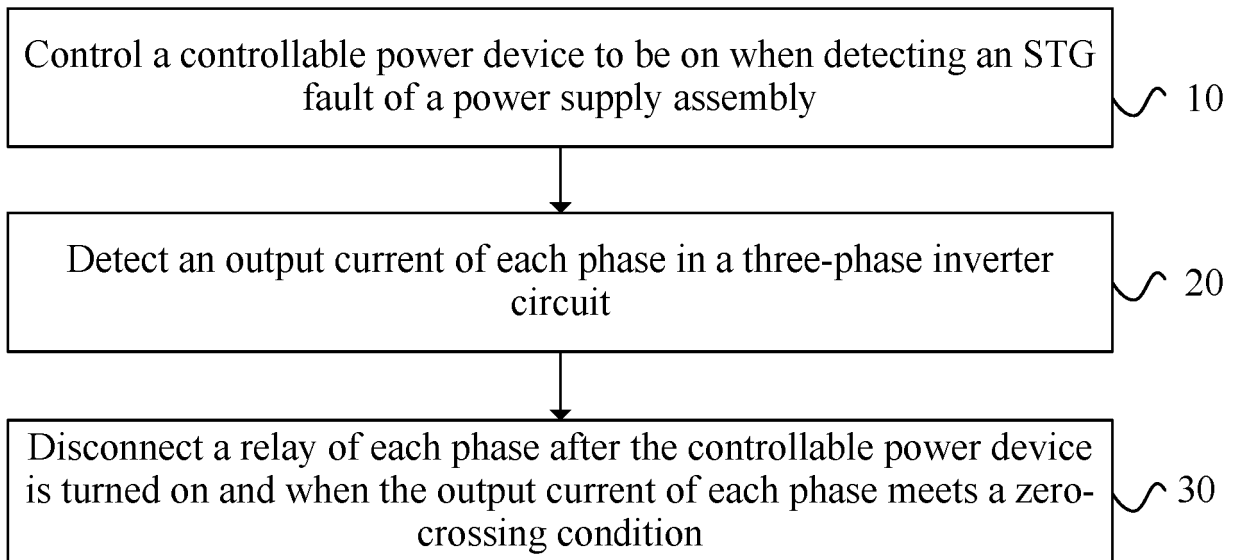 Control a controllable power device to be on when detecting an STG
fault of a power supply assembly
10
Detect an output current of each phase in a three-phase inverter
circuit
20
Disconnect a relay of each phase after the controllable power device
is turned on and when the output current of each phase meets a zero-
crossing condition
30